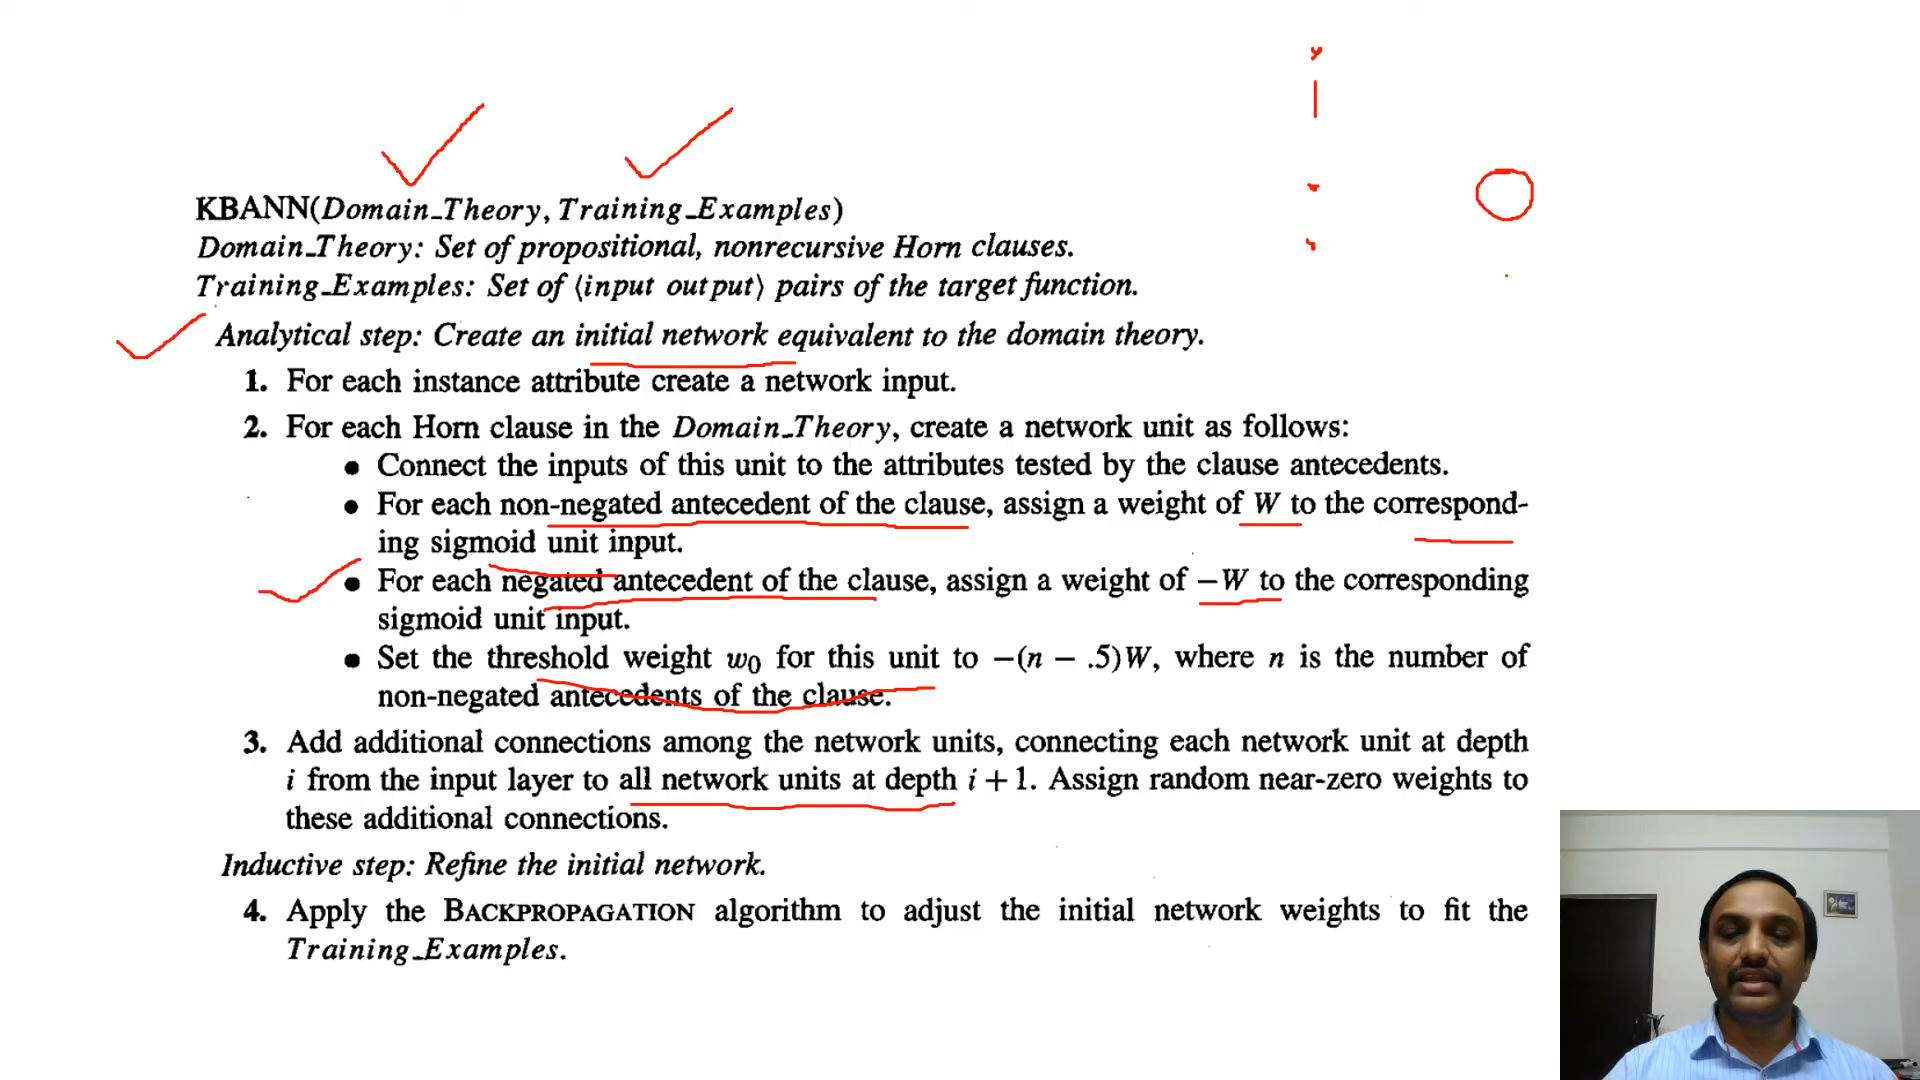 KBANN(Domain_Theory, Training_Examples)
Domain_Theory: Set of propositional, nonrecursive Horn clauses.
Training_Examples: Set of ⟨input output⟩ pairs of the target function.
Analytical step: Create an initial network equivalent to the domain theory.
1. For each instance attribute create a network input.
2. For each Horn clause in the Domain_Theory, create a network unit as follows:
• Connect the inputs of this unit to the attributes tested by the clause antecedents.
• For each non-negated antecedent of the clause, assign a weight of W to the correspond-
ing sigmoid unit input.
• For each negated antecedent of the clause, assign a weight of −W to the corresponding
sigmoid unit input.
• Set the threshold weight w₀ for this unit to −(n − .5)W, where n is the number of
non-negated antecedents of the clause.
3. Add additional connections among the network units, connecting each network unit at depth
i from the input layer to all network units at depth i + 1. Assign random near-zero weights to
these additional connections.
Inductive step: Refine the initial network.
4. Apply the BACKPROPAGATION algorithm to adjust the initial network weights to fit the
Training_Examples.